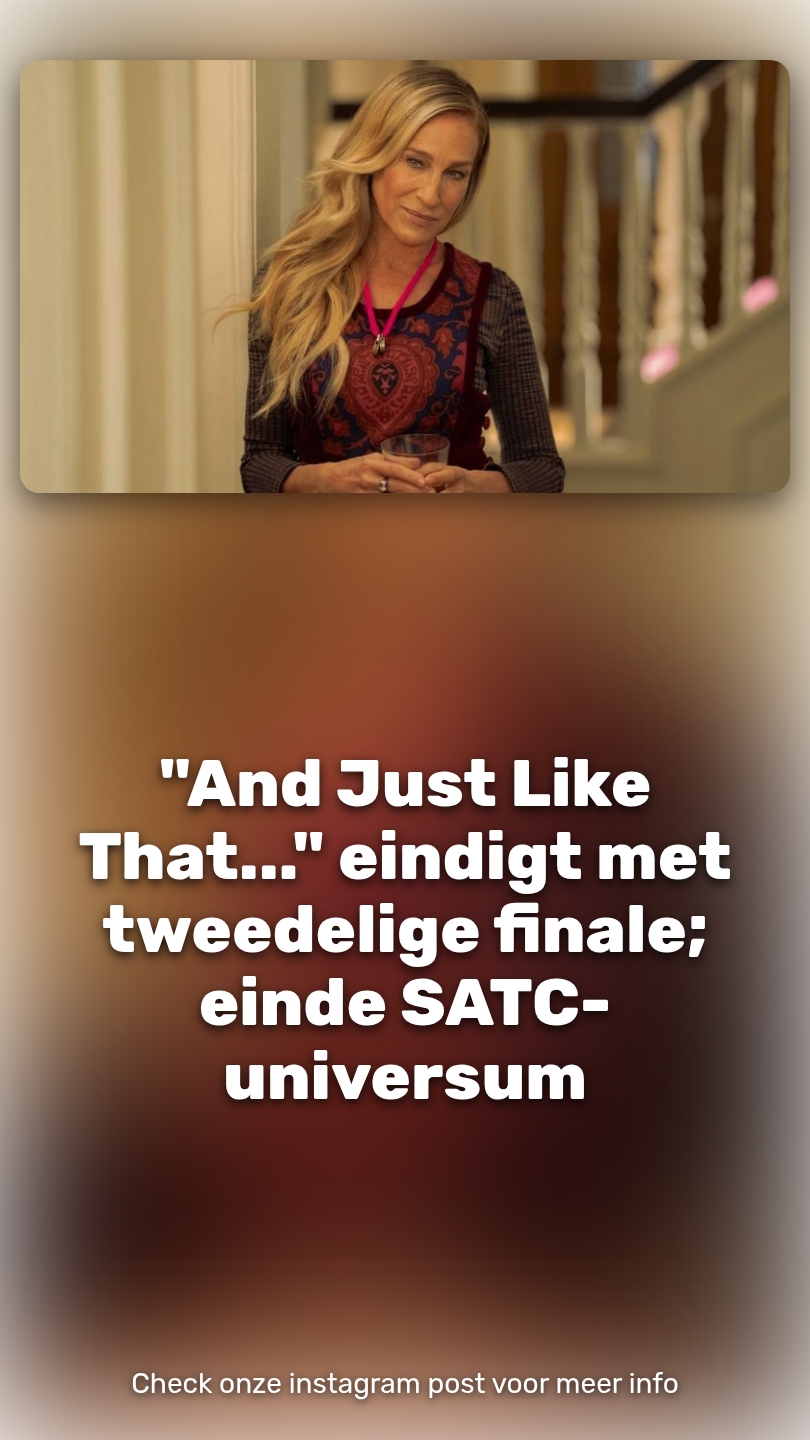 "And Just Like
That..." eindigt met
tweedelige finale;
einde SATC-
universum
Check onze instagram post voor meer info